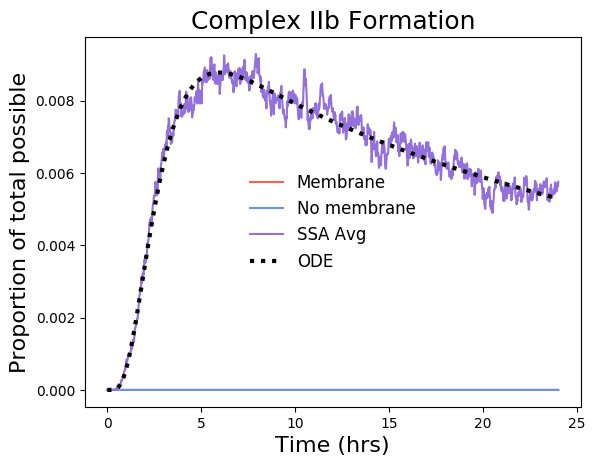 Complex IIb Formation
Proportion of total possible
0.008
0.006
0.004
0.002
0.000
Membrane
No membrane
SSA Avg
ODE
0
5
10
15
20
25
Time (hrs)